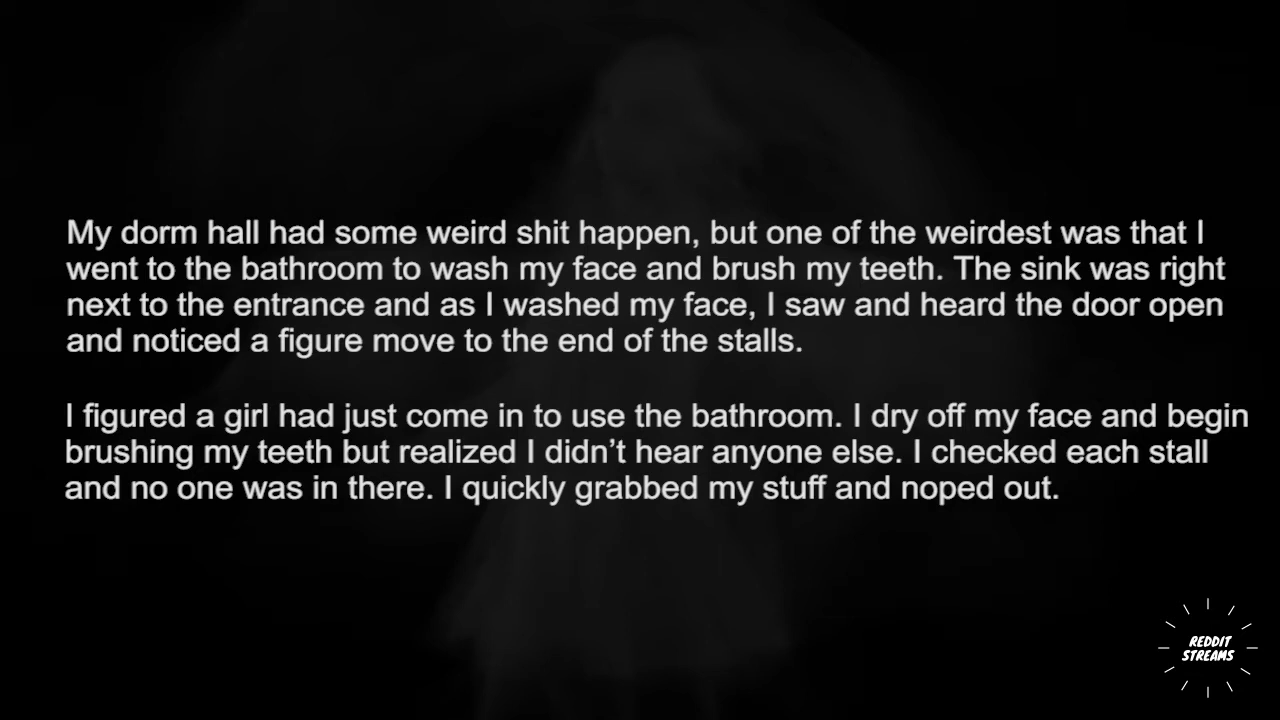 My dorm hall had some weird shit happen, but one of the weirdest was that I
went to the bathroom to wash my face and brush my teeth. The sink was right
next to the entrance and as I washed my face, I saw and heard the door open
and noticed a figure move to the end of the stalls.
I figured a girl had just come in to use the bathroom. I dry off my face and begin
brushing my teeth but realized I didn’t hear anyone else. I checked each stall
and no one was in there. I quickly grabbed my stuff and noped out.
REDDIT
STREAMS